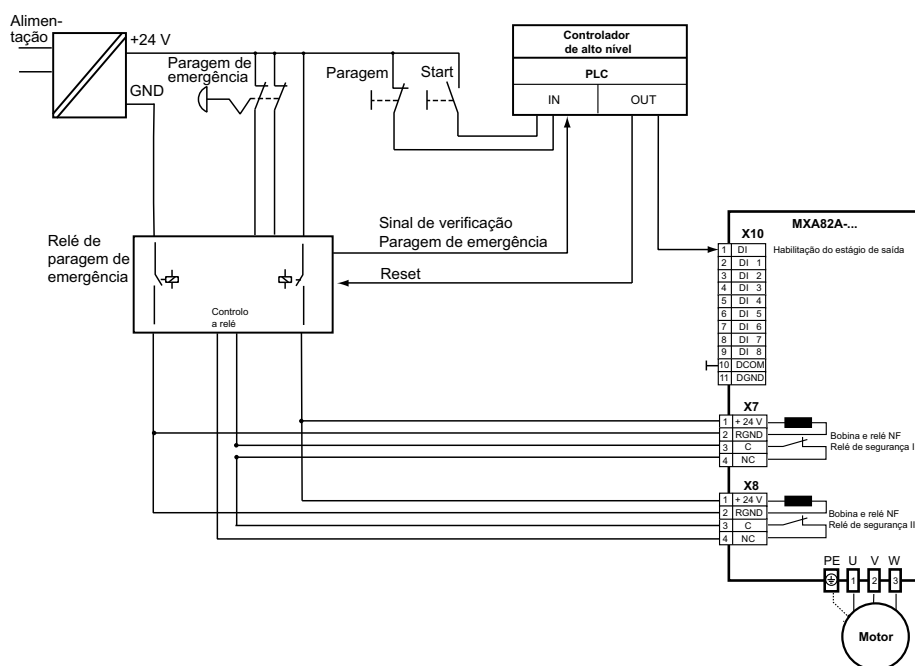 Alimen-
tação
+24 V
GND
Paragem de
emergência
Paragem
Start
Controlador
de alto nível
PLC
IN
OUT
Relé de
paragem de
emergência
Controlo
a relé
Sinal de verificação
Paragem de emergência
Reset
MXA82A-...
X10
1 DI Habilitação do estágio de saída
2 DI 1
3 DI 2
4 DI 3
5 DI 4
6 DI 5
7 DI 6
8 DI 7
9 DI 8
10 DCOM
11 DGND
X7
1 + 24 V
2 RGND
3 C
4 NC
Bobina e relé NF
Relé de segurança I
X8
1 + 24 V
2 RGND
3 C
4 NC
Bobina e relé NF
Relé de segurança II
PE U V W
1 2 3
Motor